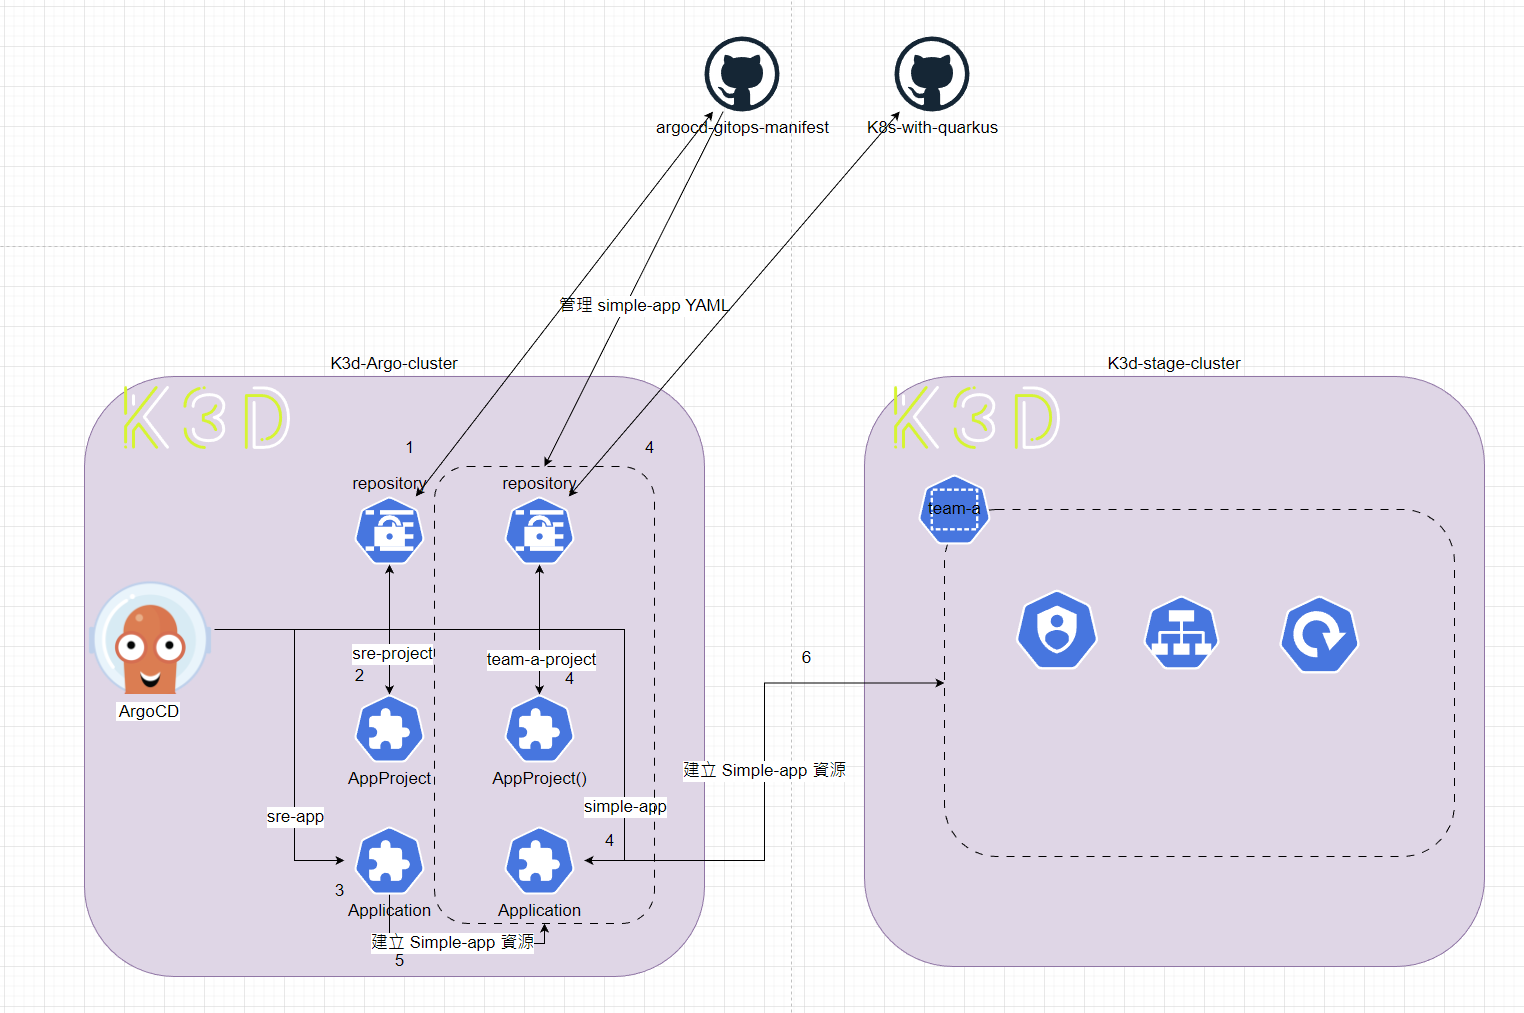 argocd-gitops-manifest
K8s-with-quarkus
管理 simple-app YAML
K3d-Argo-cluster
K3D
1
4
repository
repository
sre-project
2
team-a-project
4
ArgoCD
AppProject
AppProject()
sre-app
simple-app
4
3
Application
Application
建立 Simple-app 資源
5
6
建立 Simple-app 資源
K3d-stage-cluster
K3D
team-a